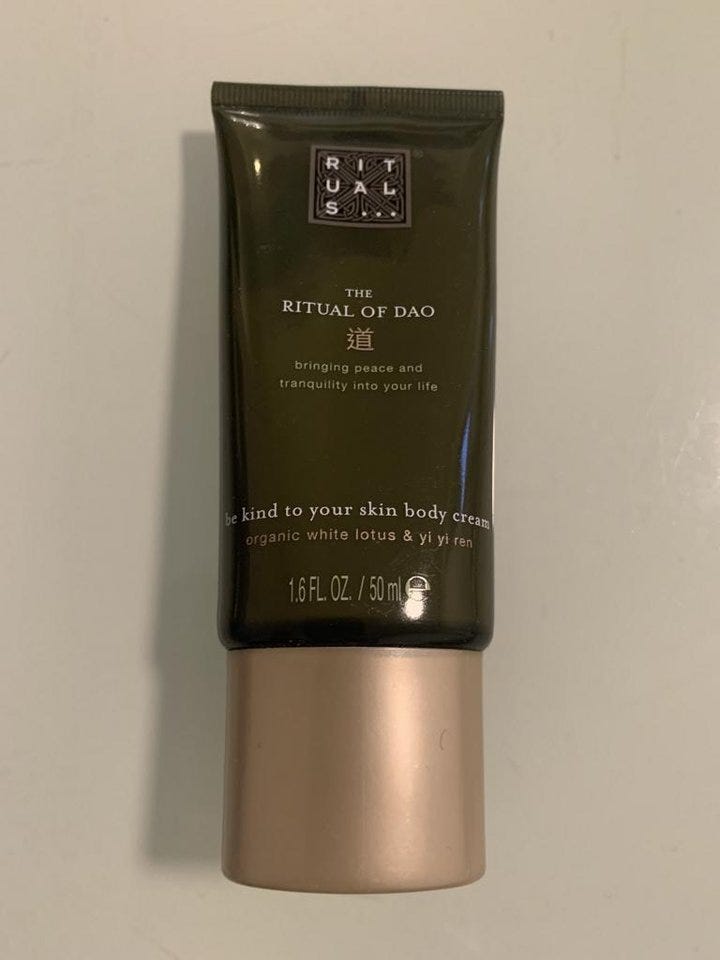 RIT
UAL
S...®
THE
RITUAL OF DAO
道
bringing peace and
tranquility into your life
be kind to your skin body cream
organic white lotus & yi yi ren
1.6 FL. OZ. / 50 ml ℮